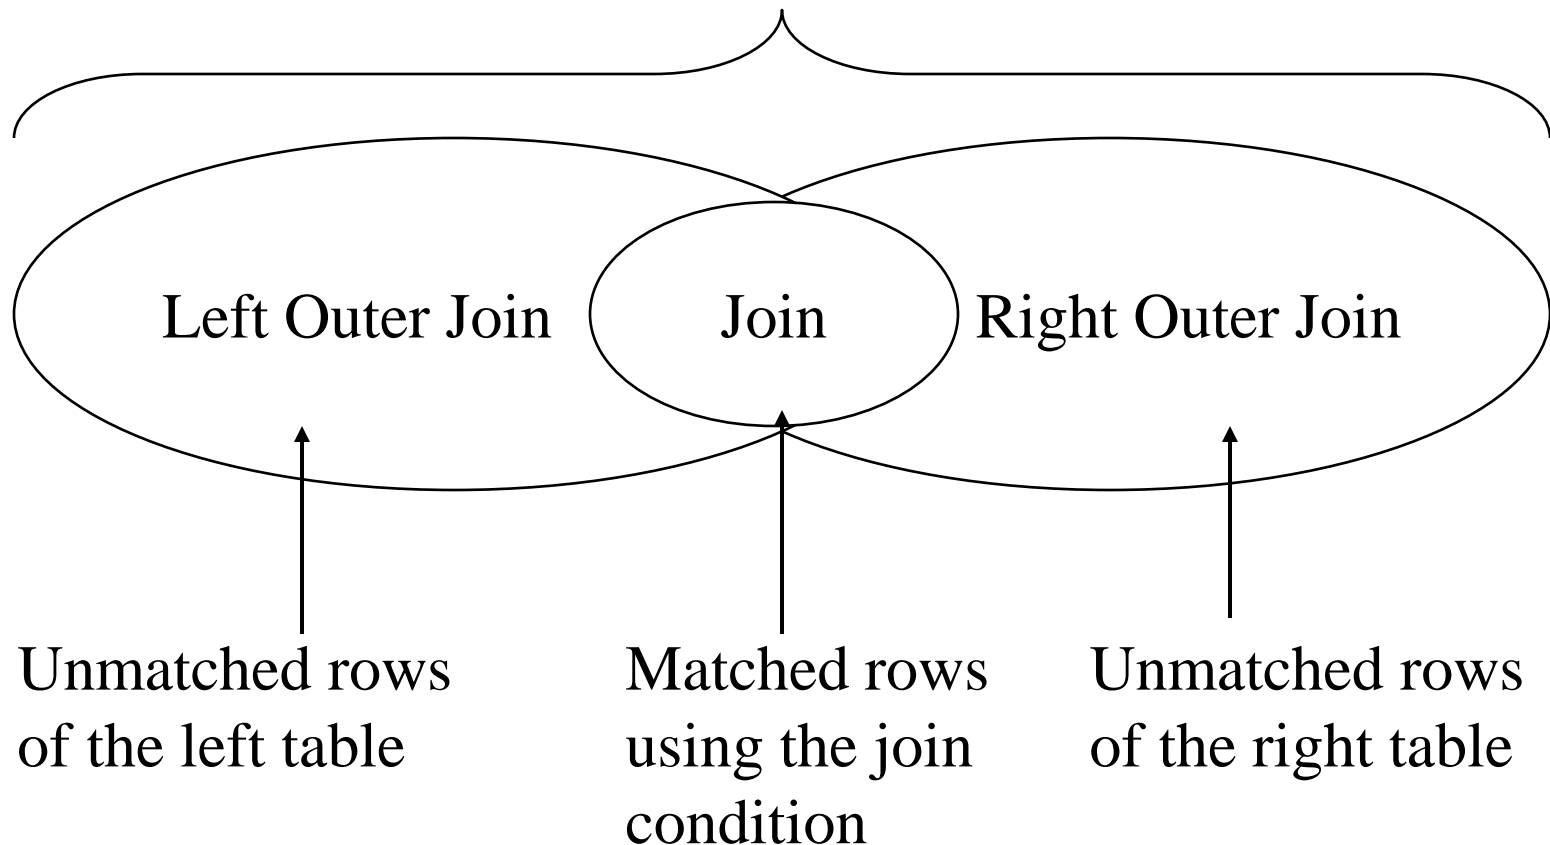 Left Outer Join
Join
Right Outer Join
Unmatched rows
of the left table
Matched rows
using the join
condition
Unmatched rows
of the right table